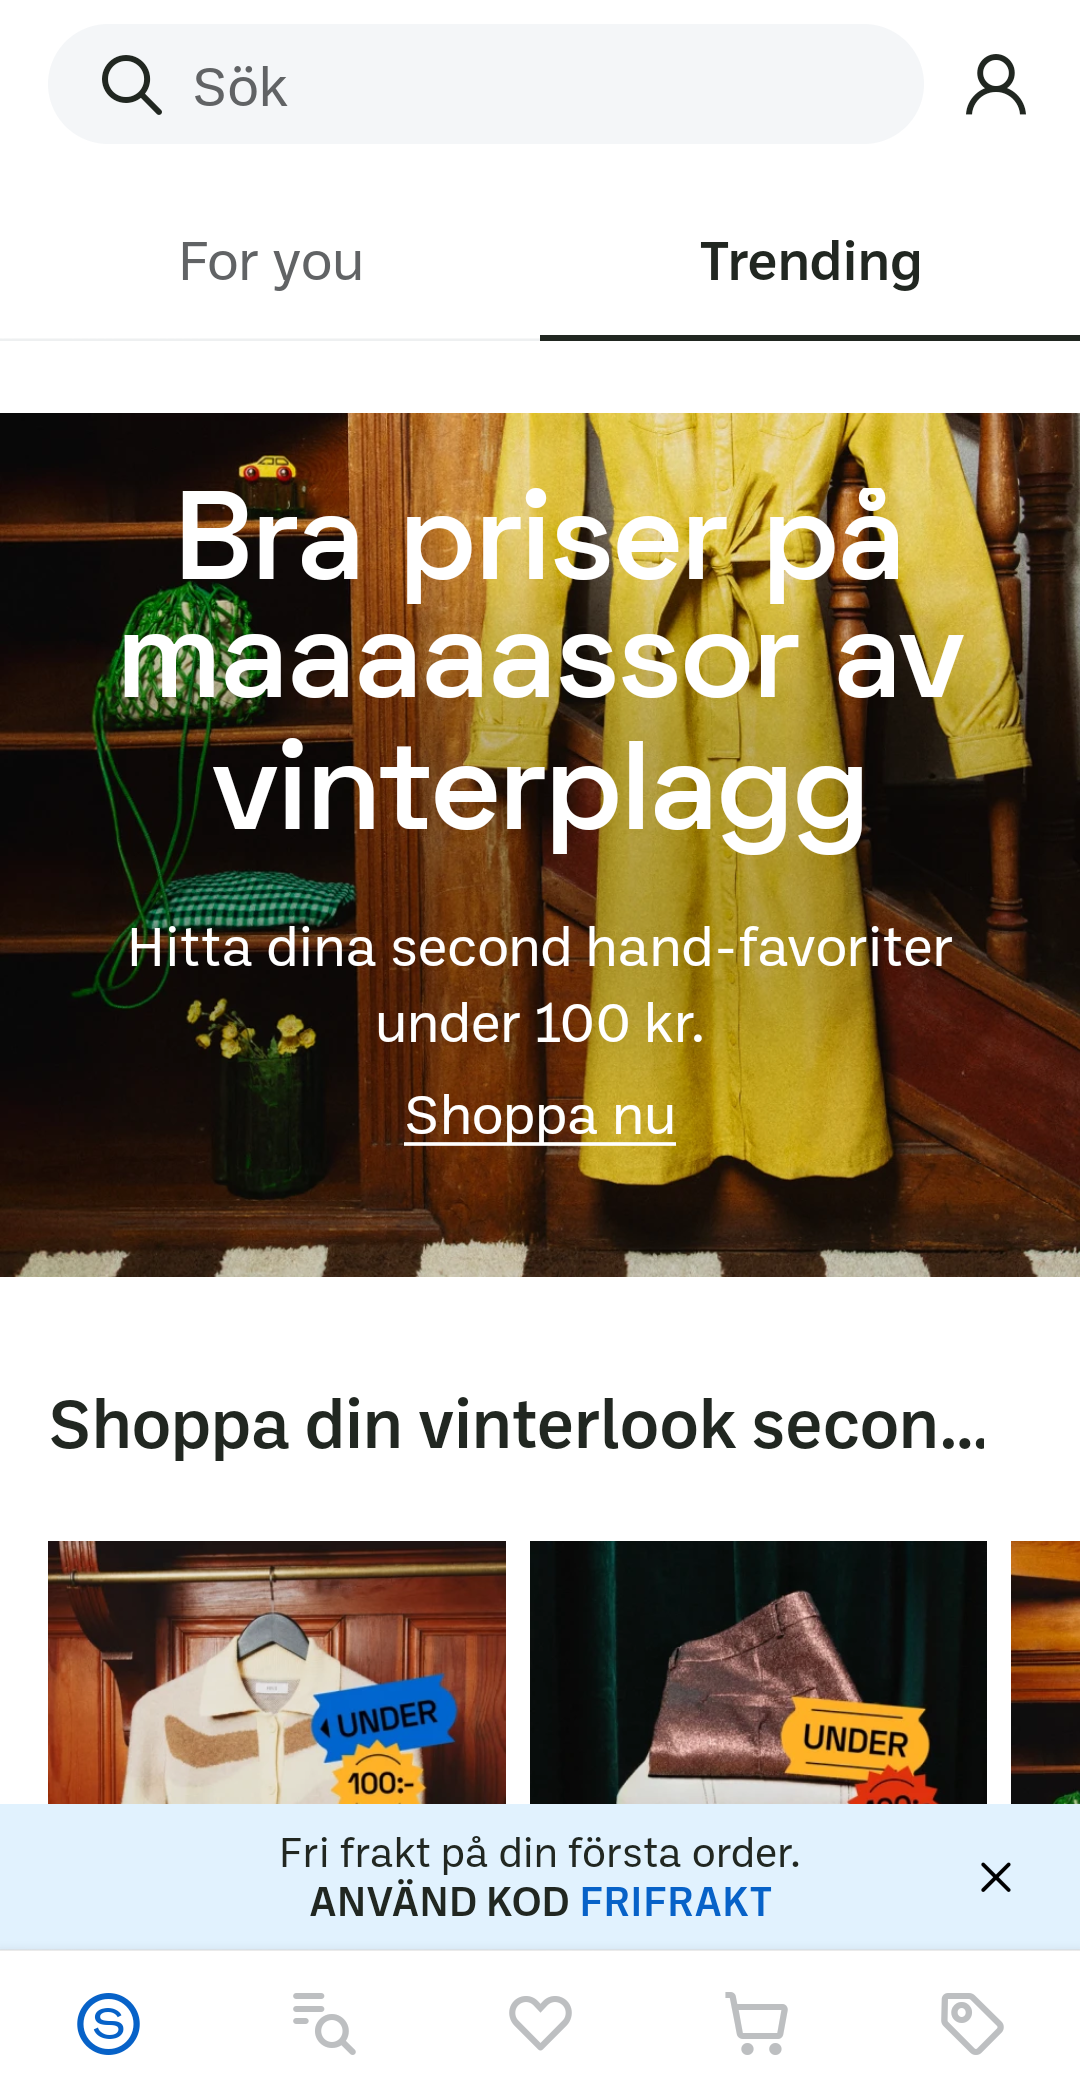 Sök
For you
Trending
Bra priser på
maaaaassor av
vinterplagg
Hitta dina second hand-favoriter
under 100 kr.
Shoppa nu
Shoppa din vinterlook secon...
UNDER
100:-
UNDER
100:-
Fri frakt på din första order.
ANVÄND KOD FRIFRAKT